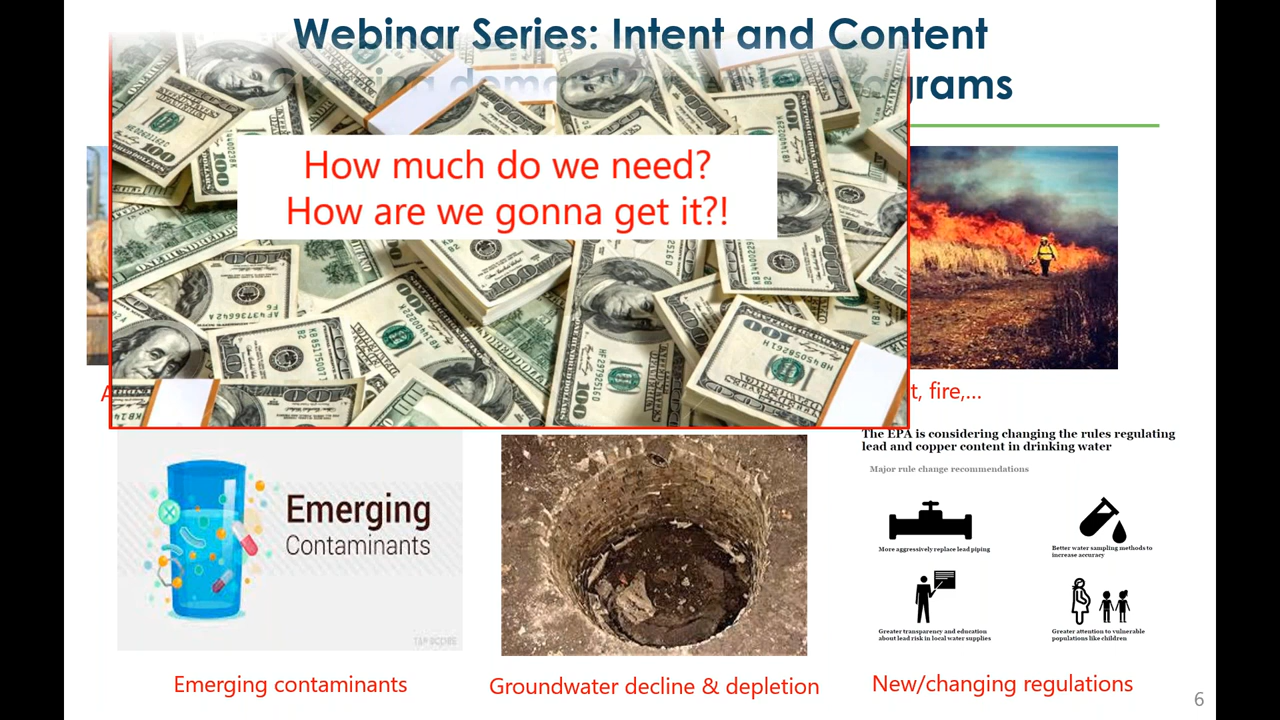 Webinar Series: Intent and Content
How much do we need?
How are we gonna get it?!
t, fire,...
The EPA is considering changing the rules regulating
lead and copper content in drinking water
Major rule change recommendations
More aggressively replace lead piping
Better water sampling methods to
increase accuracy
Greater transparency and education
about lead risk in local water supplies
Greater attention to vulnerable
populations like children
Emerging
Contaminants
TAP SCORE
Emerging contaminants
Groundwater decline & depletion
New/changing regulations
6